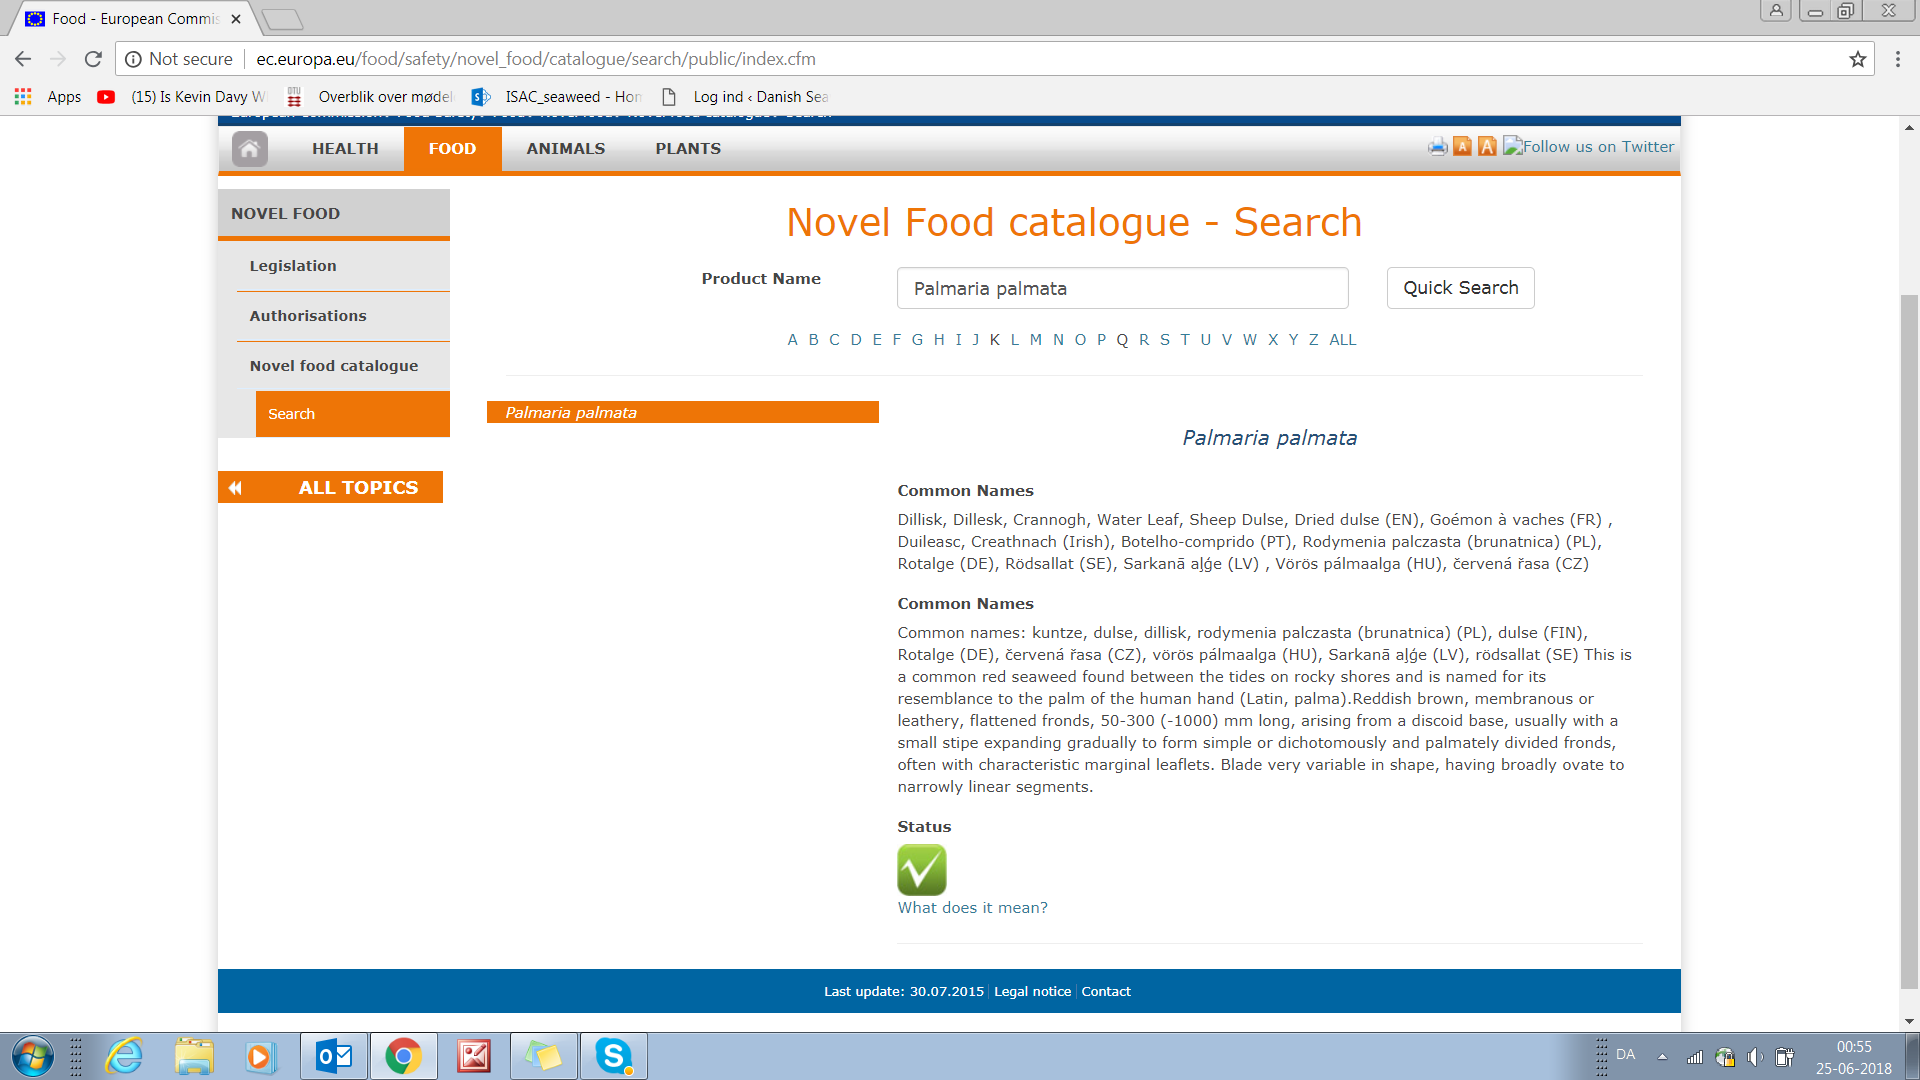 Food - European Commis
Not secure
ec.europa.eu/food/safety/novel_food/catalogue/search/public/index.cfm
Apps
(15) Is Kevin Davy W
DTU
Overblik over møde
ISAC_seaweed - Hon
Log ind ‹ Danish Sea
HEALTH
FOOD
ANIMALS
PLANTS
A
A
Follow us on Twitter
NOVEL FOOD
Legislation
Authorisations
Novel food catalogue
Search
ALL TOPICS
Novel Food catalogue - Search
Product Name
Palmaria palmata
Quick Search
A B C D E F G H I J K L M N O P Q R S T U V W X Y Z ALL
Palmaria palmata
Palmaria palmata
Common Names
Dillisk, Dillesk, Crannogh, Water Leaf, Sheep Dulse, Dried dulse (EN), Goémon à vaches (FR) ,
Duileasc, Creathnach (Irish), Botelho-comprido (PT), Rodymenia palczasta (brunatnica) (PL),
Rotalge (DE), Rödsallat (SE), Sarkanā aļģe (LV) , Vörös pálmaalga (HU), červená řasa (CZ)
Common Names
Common names: kuntze, dulse, dillisk, rodymenia palczasta (brunatnica) (PL), dulse (FIN),
Rotalge (DE), červená řasa (CZ), vörös pálmaalga (HU), Sarkanā aļģe (LV), rödsallat (SE) This is
a common red seaweed found between the tides on rocky shores and is named for its
resemblance to the palm of the human hand (Latin, palma).Reddish brown, membranous or
leathery, flattened fronds, 50-300 (-1000) mm long, arising from a discoid base, usually with a
small stipe expanding gradually to form simple or dichotomously and palmately divided fronds,
often with characteristic marginal leaflets. Blade very variable in shape, having broadly ovate to
narrowly linear segments.
Status
What does it mean?
Last update: 30.07.2015
Legal notice
Contact
DA
00:55
25-06-2018